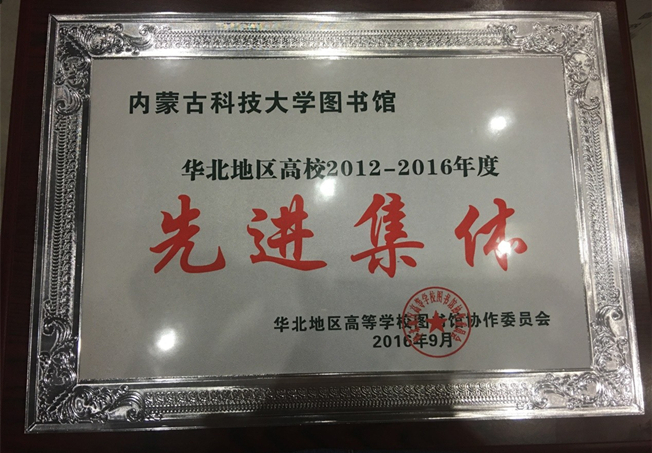 内蒙古科技大学图书馆
华北地区高校2012-2016年度
先进集体
华北地区高等学校图书馆协作委员会
2016年9月